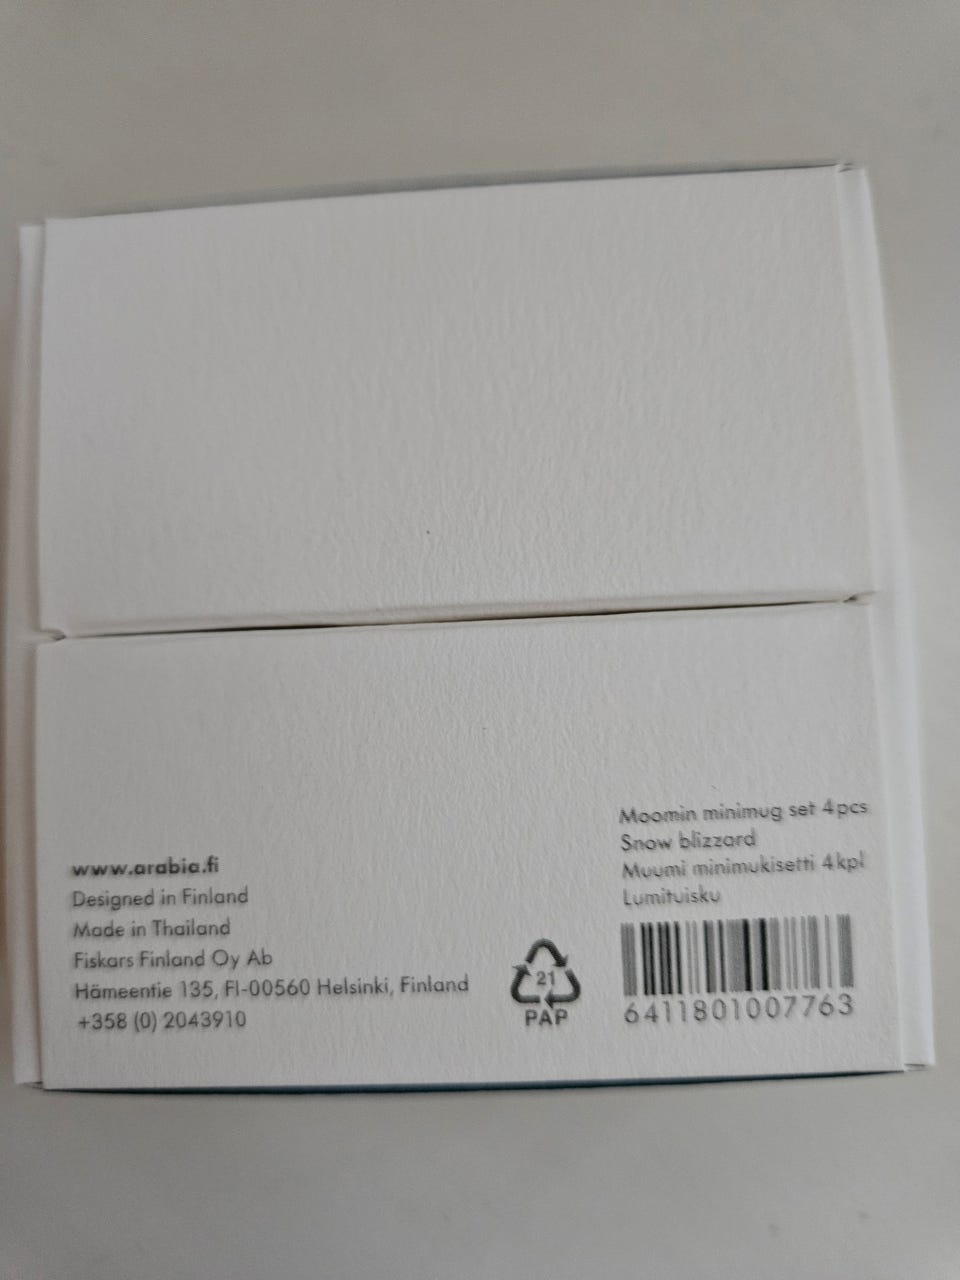 www.arabia.fi
Designed in Finland
Made in Thailand
Fiskars Finland Oy Ab
Hämeentie 135, FI-00560 Helsinki, Finland
+358 (0) 2043910
21
PAP
Moomin minimug set 4pcs
Snow blizzard
Muumi minimukisetti 4kpl
Lumituisku
6411801007763